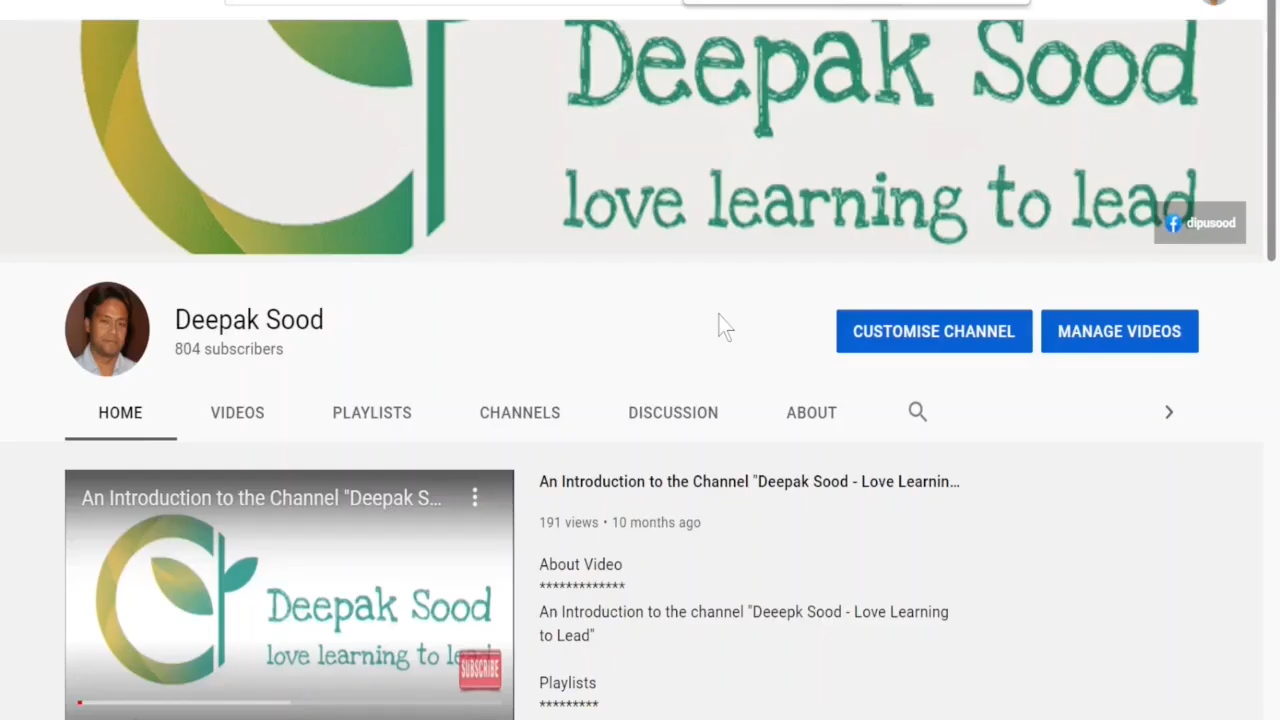 Deepak Sood
love learning to lead
dipusood
Deepak Sood
804 subscribers
CUSTOMISE CHANNEL
MANAGE VIDEOS
HOME
VIDEOS
PLAYLISTS
CHANNELS
DISCUSSION
ABOUT
An Introduction to the Channel "Deepak S...
Deepak Sood
love learning to le
SUBSCRIBE
An Introduction to the Channel "Deepak Sood - Love Learnin...
191 views • 10 months ago
About Video
*************
An Introduction to the channel "Deeepk Sood - Love Learning
to Lead"
Playlists
*********